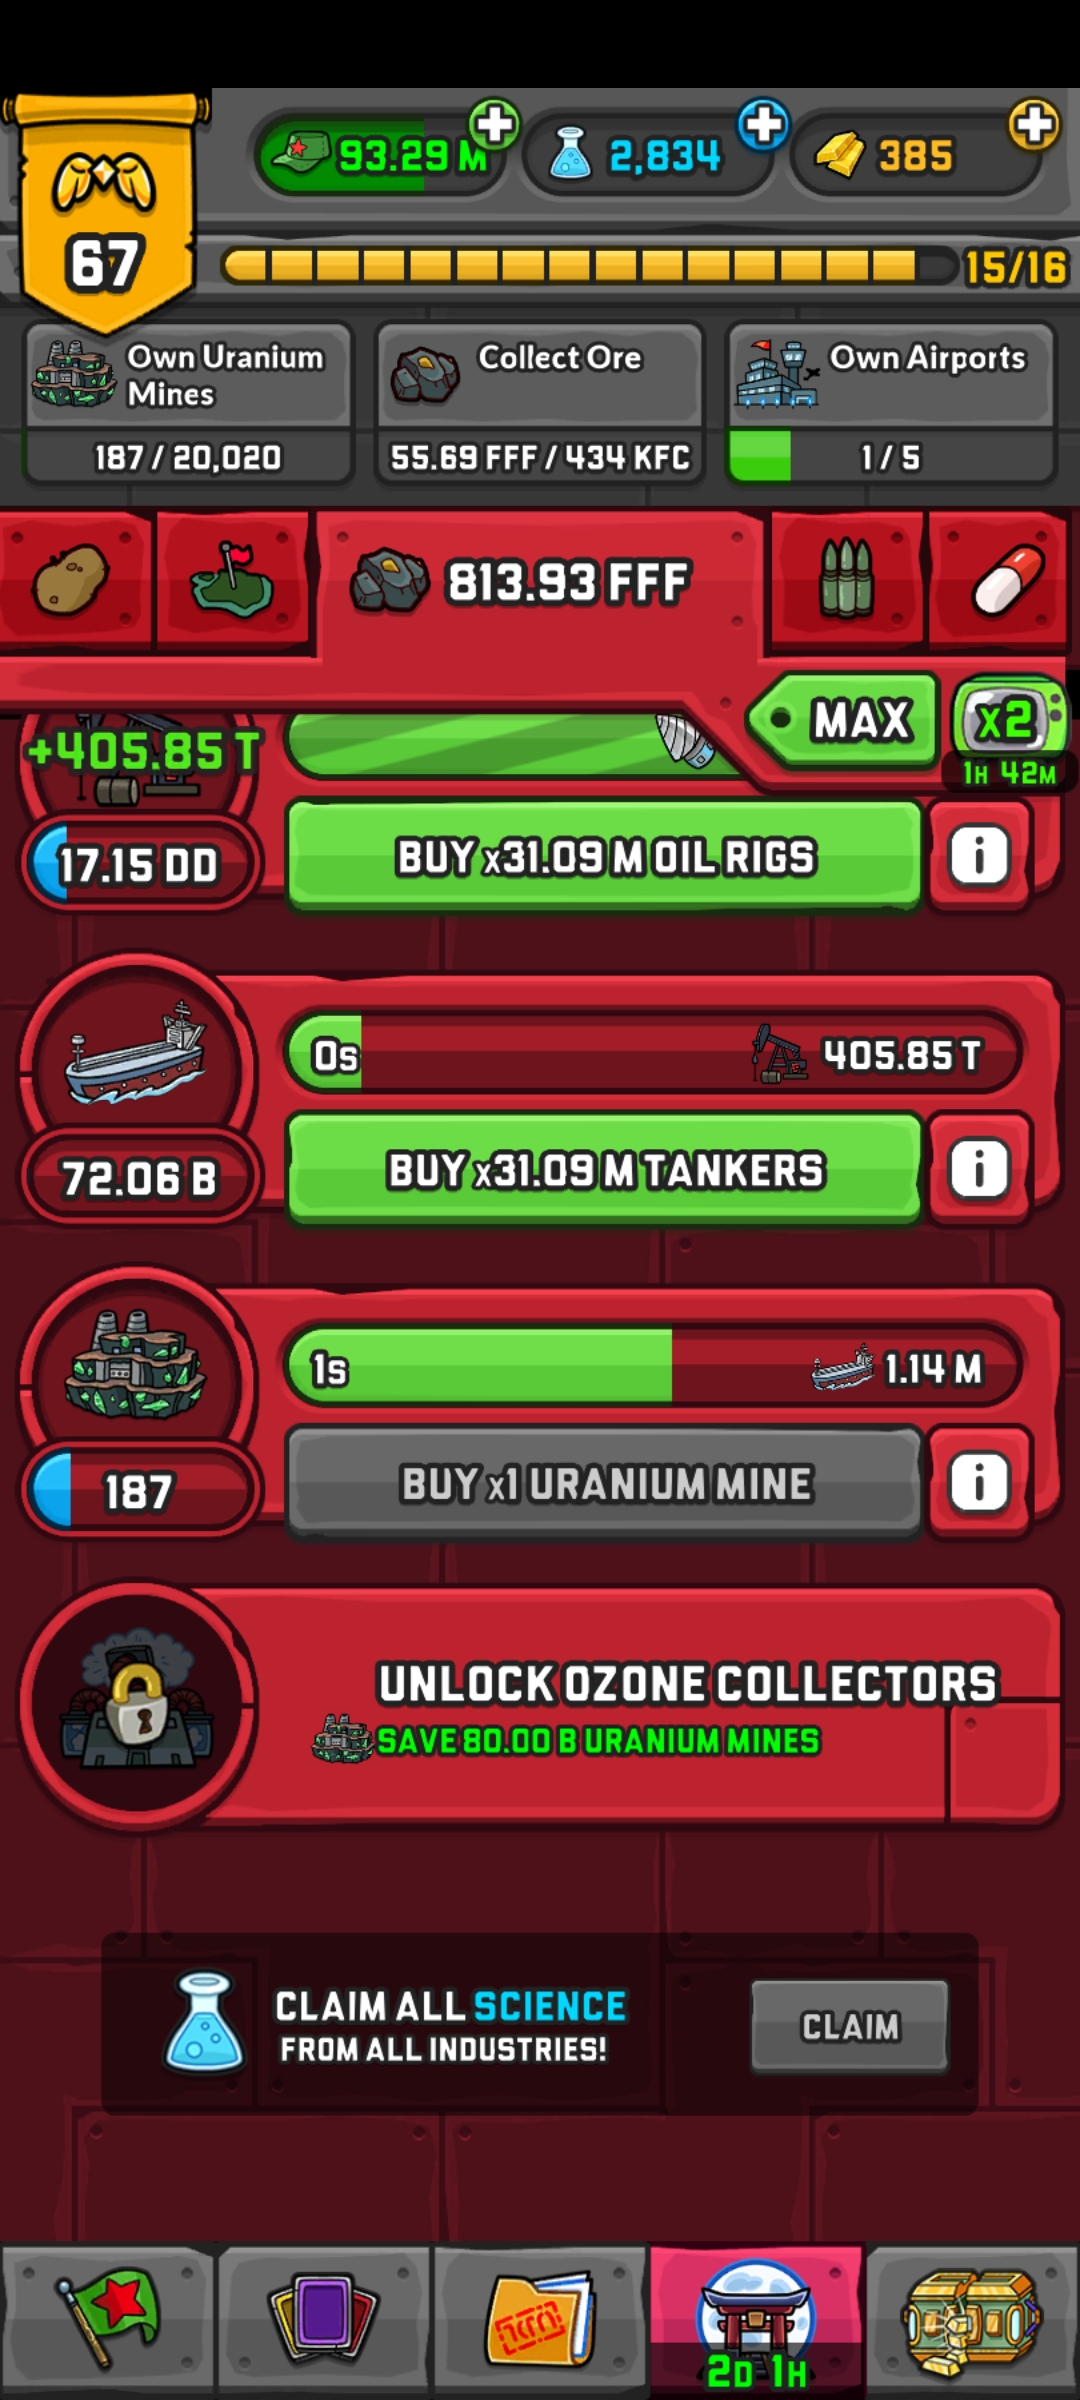 93.29 M
2,834
385
67
15/16
Own Uranium
Mines
187 / 20,020
Collect Ore
55.69 FFF / 434 KFC
Own Airports
1 / 5
813.93 FFF
MAX
x2
1H 42M
+405.85 T
17.15 DD
BUY x31.09 M OIL RIGS
i
0s
405.85 T
72.06 B
BUY x31.09 M TANKERS
i
1s
1.14 M
187
BUY x1 URANIUM MINE
i
UNLOCK OZONE COLLECTORS
SAVE 80.00 B URANIUM MINES
CLAIM ALL SCIENCE
FROM ALL INDUSTRIES!
CLAIM
2D 1H